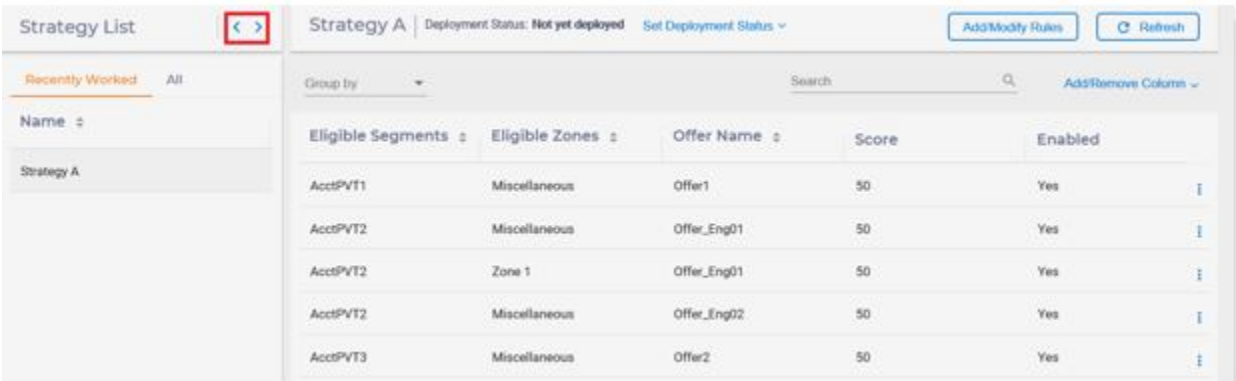 Strategy List
Strategy A Deployment Status: Not yet deployed Set Deployment Status
Add/Modify Rules
Refresh
Recently Worked All
Group by
Search
Add/Remove Column
Name
Strategy A
Eligible Segments Eligible Zones Offer Name Score Enabled
AcctPVT1 Miscellaneous Offer1 50 Yes
AcctPVT2 Miscellaneous Offer_Eng01 50 Yes
AcctPVT2 Zone 1 Offer_Eng01 50 Yes
AcctPVT2 Miscellaneous Offer_Eng02 50 Yes
AcctPVT3 Miscellaneous Offer2 50 Yes